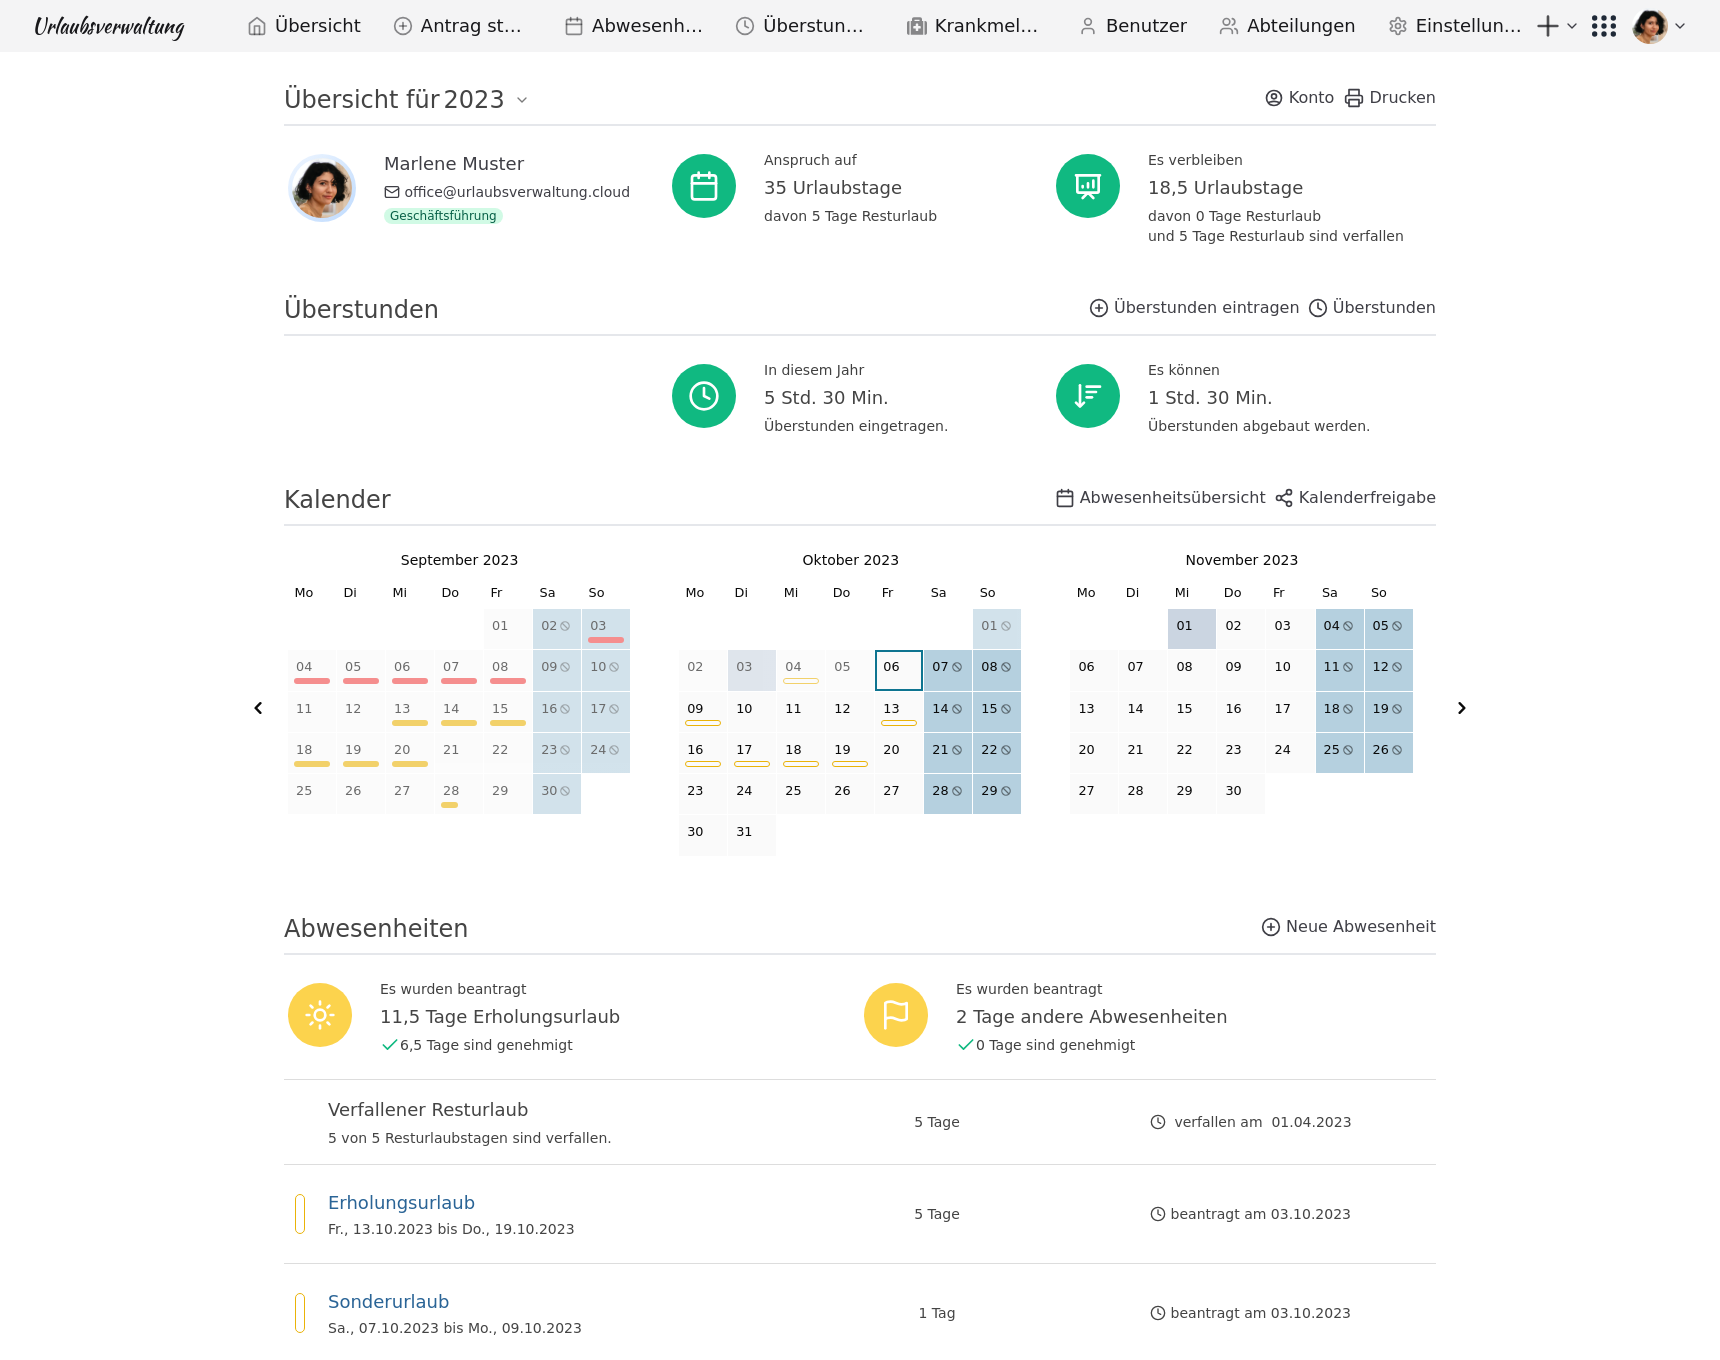 Urlaubsverwaltung Übersicht Antrag st… Abwesenh… Überstun… Krankmel… Benutzer Abteilungen Einstellun…
Übersicht für 2023 Konto Drucken
Marlene Muster
office@urlaubsverwaltung.cloud
Geschäftsführung
Anspruch auf
35 Urlaubstage
davon 5 Tage Resturlaub
Es verbleiben
18,5 Urlaubstage
davon 0 Tage Resturlaub
und 5 Tage Resturlaub sind verfallen
Überstunden Überstunden eintragen Überstunden
In diesem Jahr
5 Std. 30 Min.
Überstunden eingetragen.
Es können
1 Std. 30 Min.
Überstunden abgebaut werden.
Kalender Abwesenheitsübersicht Kalenderfreigabe
September 2023
Mo Di Mi Do Fr Sa So
01 02 03
04 05 06 07 08 09 10
11 12 13 14 15 16 17
18 19 20 21 22 23 24
25 26 27 28 29 30
Oktober 2023
Mo Di Mi Do Fr Sa So
01
02 03 04 05 06 07 08
09 10 11 12 13 14 15
16 17 18 19 20 21 22
23 24 25 26 27 28 29
30 31
November 2023
Mo Di Mi Do Fr Sa So
01 02 03 04 05
06 07 08 09 10 11 12
13 14 15 16 17 18 19
20 21 22 23 24 25 26
27 28 29 30
Abwesenheiten Neue Abwesenheit
Es wurden beantragt
11,5 Tage Erholungsurlaub
6,5 Tage sind genehmigt
Es wurden beantragt
2 Tage andere Abwesenheiten
0 Tage sind genehmigt
Verfallener Resturlaub
5 von 5 Resturlaubstagen sind verfallen.
5 Tage
verfallen am 01.04.2023
Erholungsurlaub
Fr., 13.10.2023 bis Do., 19.10.2023
5 Tage
beantragt am 03.10.2023
Sonderurlaub
Sa., 07.10.2023 bis Mo., 09.10.2023
1 Tag
beantragt am 03.10.2023